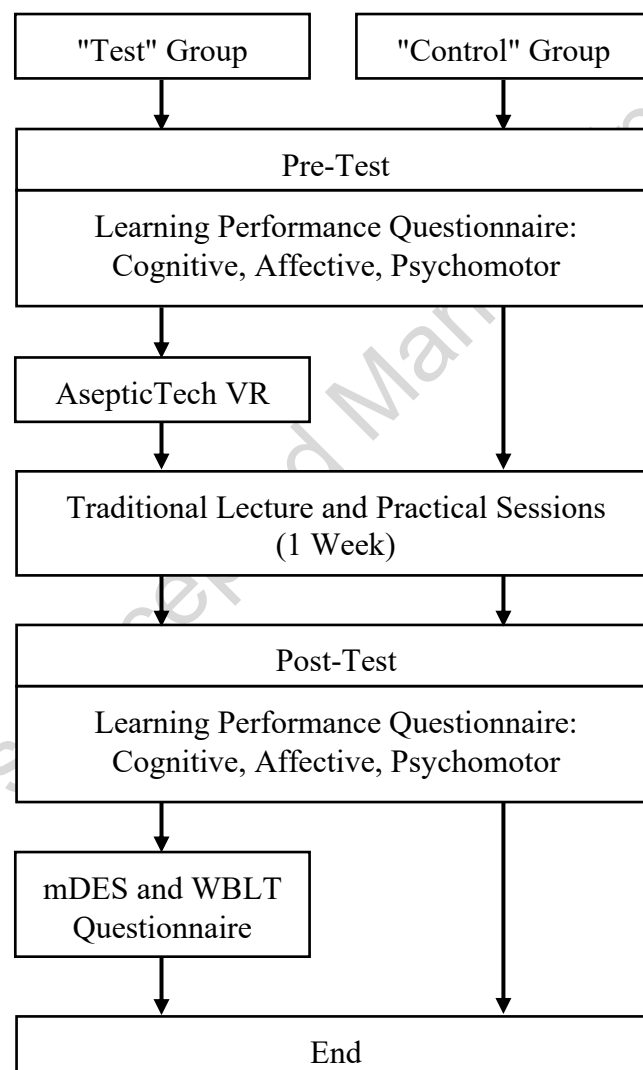 "Test" Group
"Control" Group
Pre-Test
Learning Performance Questionnaire:
Cognitive, Affective, Psychomotor
AsepticTech VR
Traditional Lecture and Practical Sessions
(1 Week)
Post-Test
Learning Performance Questionnaire:
Cognitive, Affective, Psychomotor
mDES and WBLT
Questionnaire
End